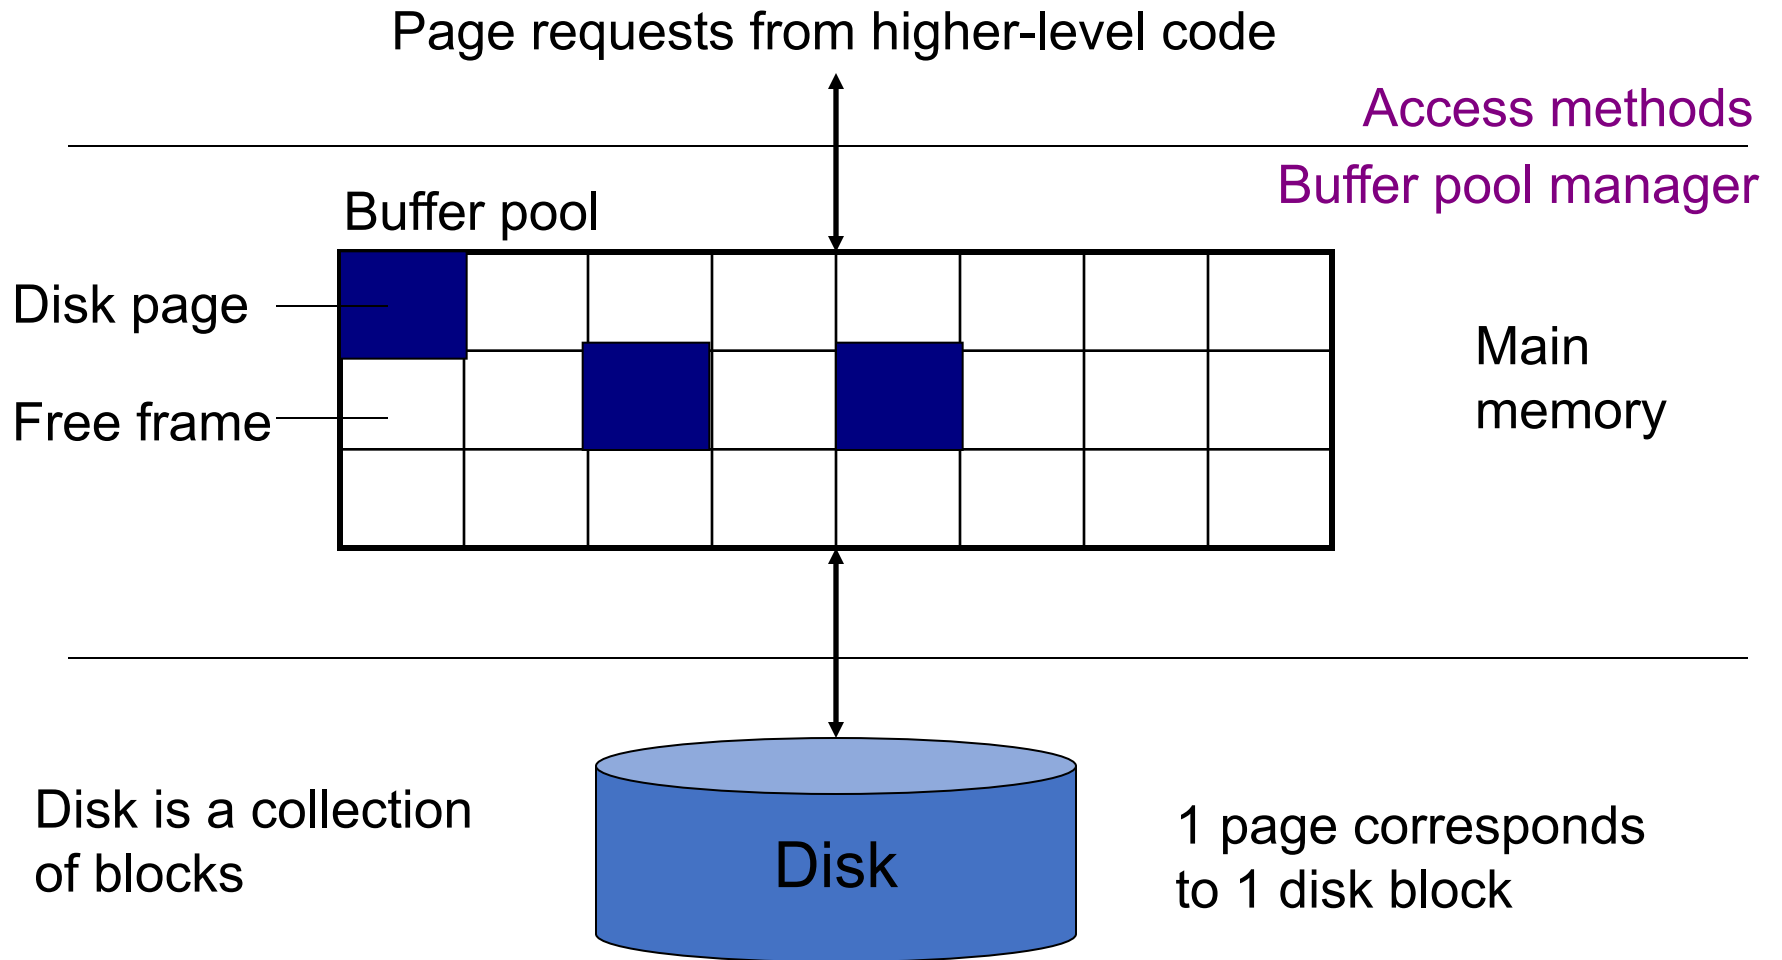 Page requests from higher-level code
Access methods
Buffer pool manager
Buffer pool
Disk page
Free frame
Main
memory
Disk is a collection
of blocks
Disk
1 page corresponds
to 1 disk block